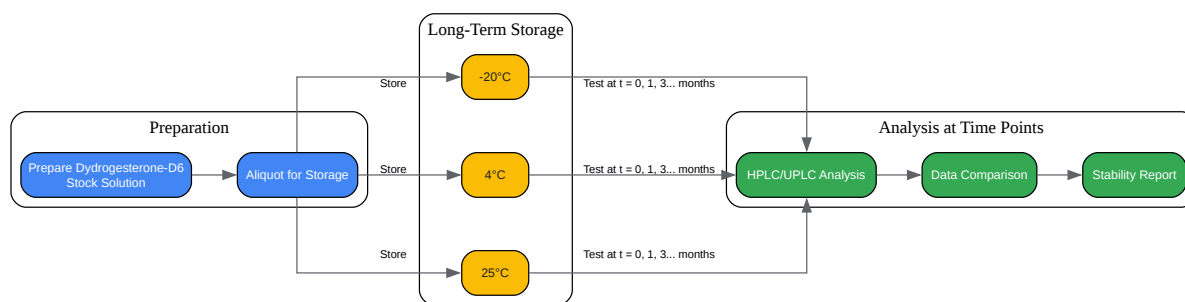 Long-Term Storage
-20°C
Store
Test at t = 0, 1, 3... months
Preparation
Analysis at Time Points
Prepare Dydrogesterone-D6
Stock Solution
Aliquot for Storage
Store
4°C
Test at t = 0, 1, 3... months
HPLC/UPLC Analysis
Data Comparison
Stability Report
Store
25°C
Test at t = 0, 1, 3... months